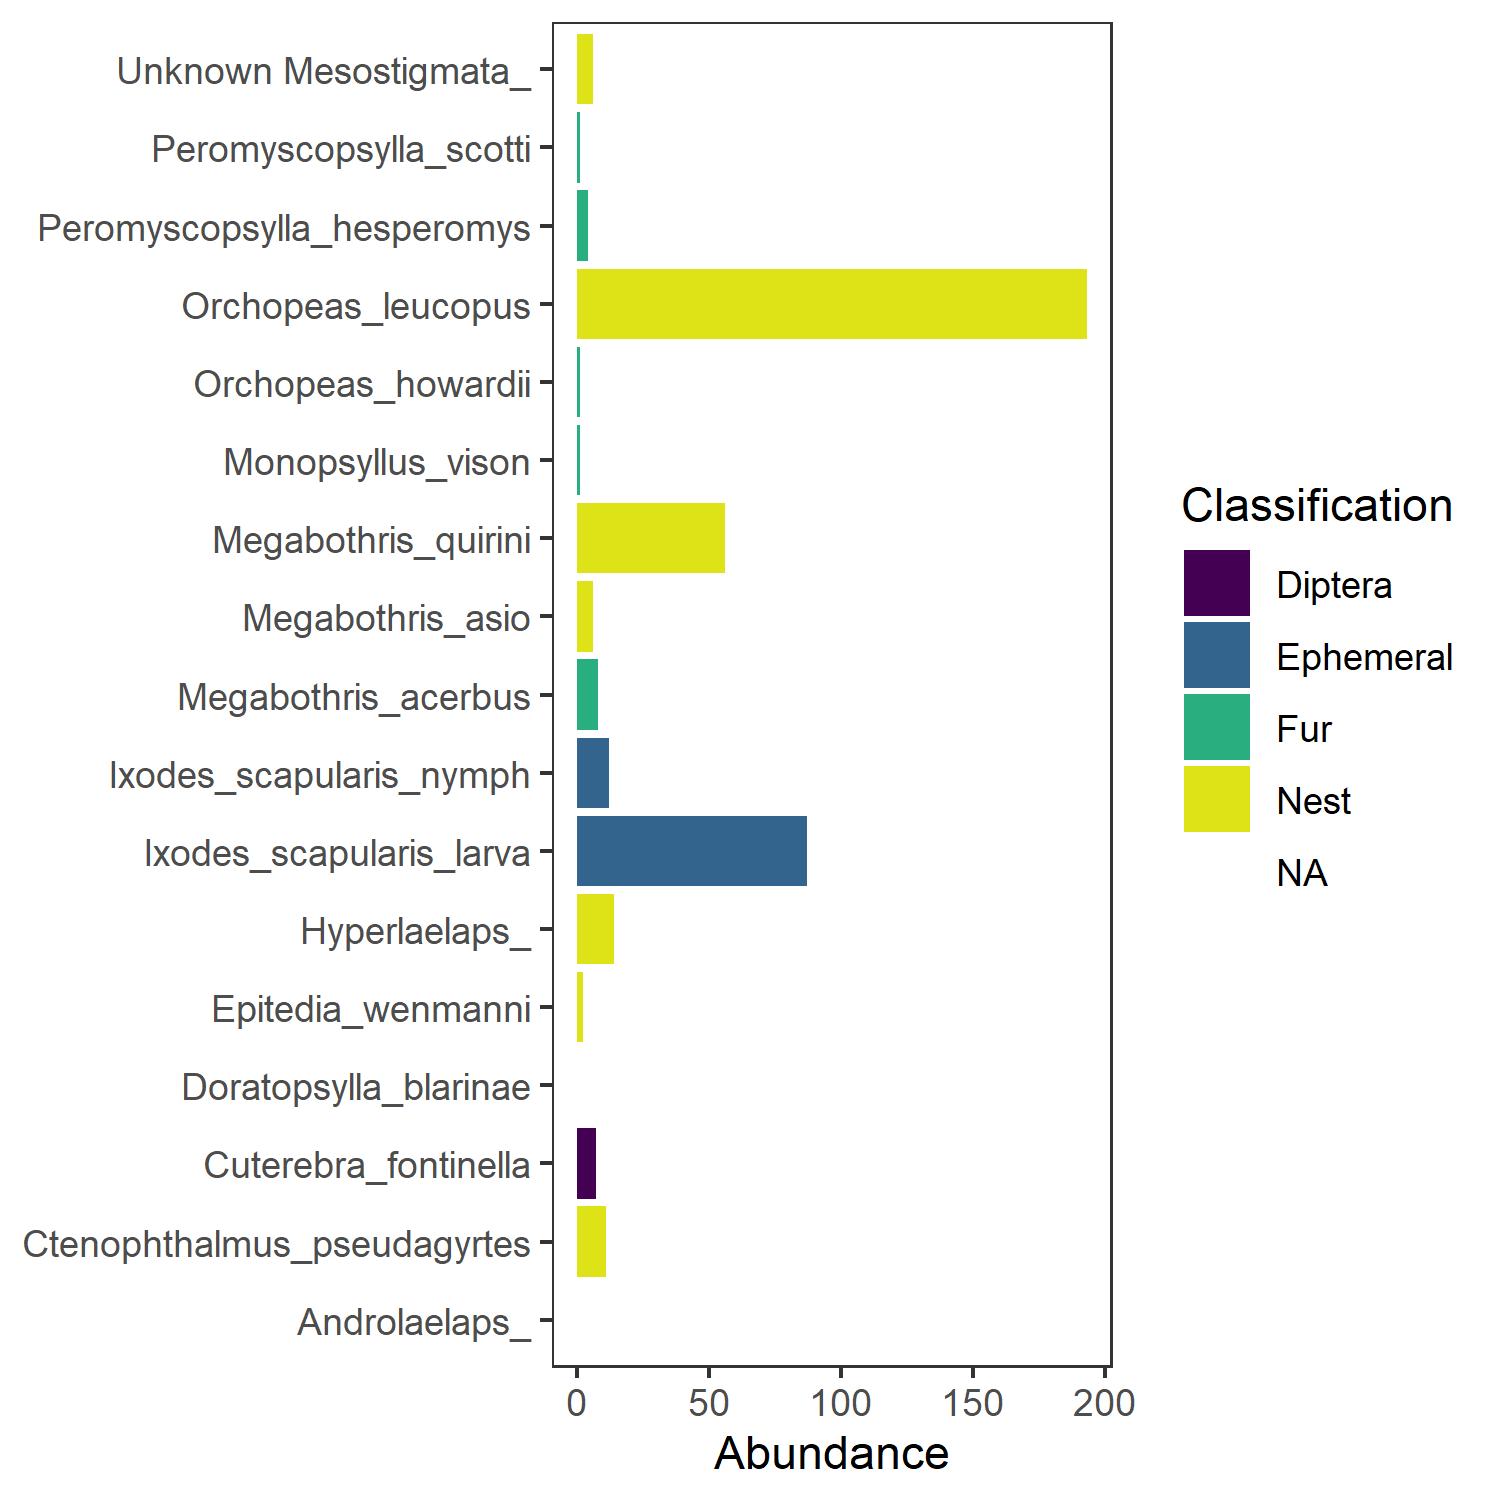 Unknown Mesostigmata_
Peromyscopsylla_scotti
Peromyscopsylla_hesperomys
Orchopeas_leucopus
Orchopeas_howardii
Monopsyllus_vison
Megabothris_quirini
Megabothris_asio
Megabothris_acerbus
Ixodes_scapularis_nymph
Ixodes_scapularis_larva
Hyperlaelaps_
Epitedia_wenmanni
Doratopsylla_blarinae
Cuterebra_fontinella
Ctenophthalmus_pseudagyrtes
Androlaelaps_
0 50 100 150 200
Abundance
Classification
Diptera
Ephemeral
Fur
Nest
NA